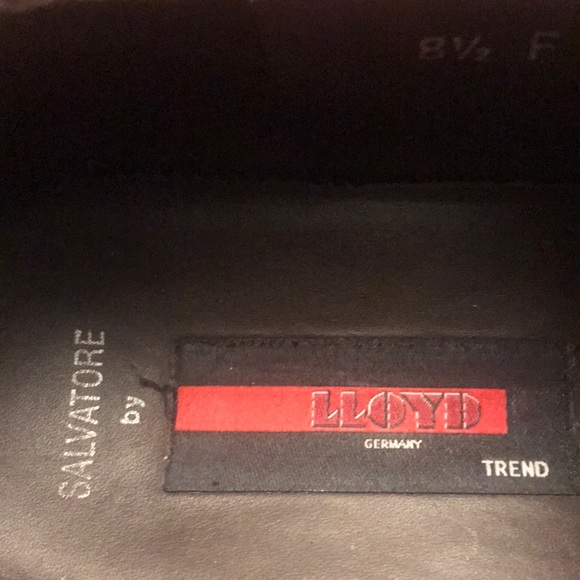 8½ F
SALVATORE
by
LLOYD
GERMANY
TREND